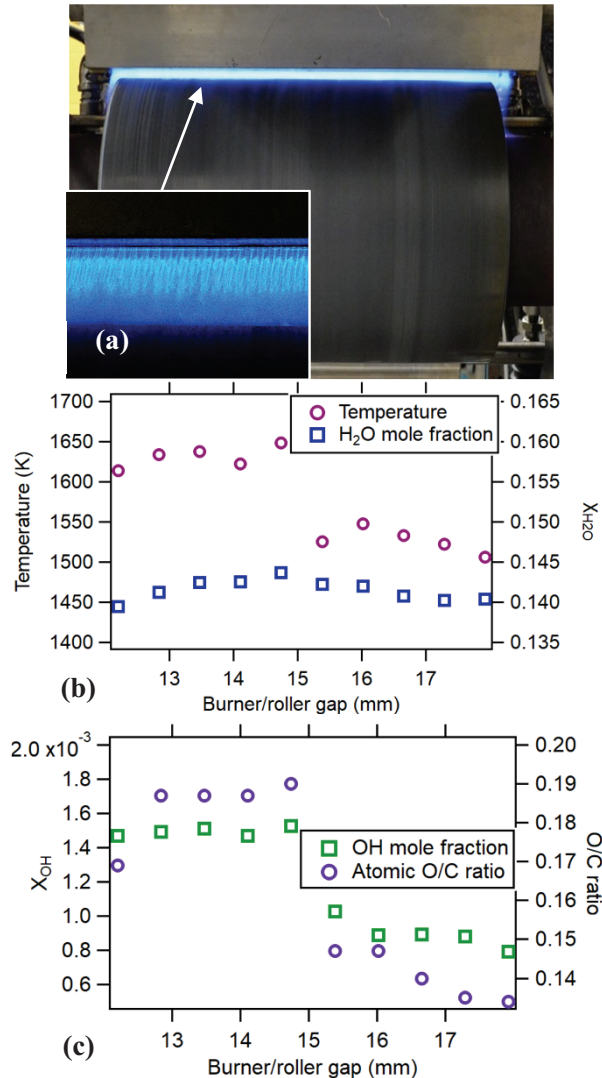 (a)
1700
1650
1600
1550
1500
1450
1400
Temperature (K)
Temperature
H₂O mole fraction
0.165
0.160
0.155
0.150
0.145
0.140
0.135
XH2O
13
14
15
16
17
Burner/roller gap (mm)
(b)
2.0 x10⁻³
1.8
1.6
1.4
1.2
1.0
0.8
0.6
XOH
OH mole fraction
Atomic O/C ratio
0.20
0.19
0.18
0.17
0.16
0.15
0.14
O/C ratio
13
14
15
16
17
Burner/roller gap (mm)
(c)